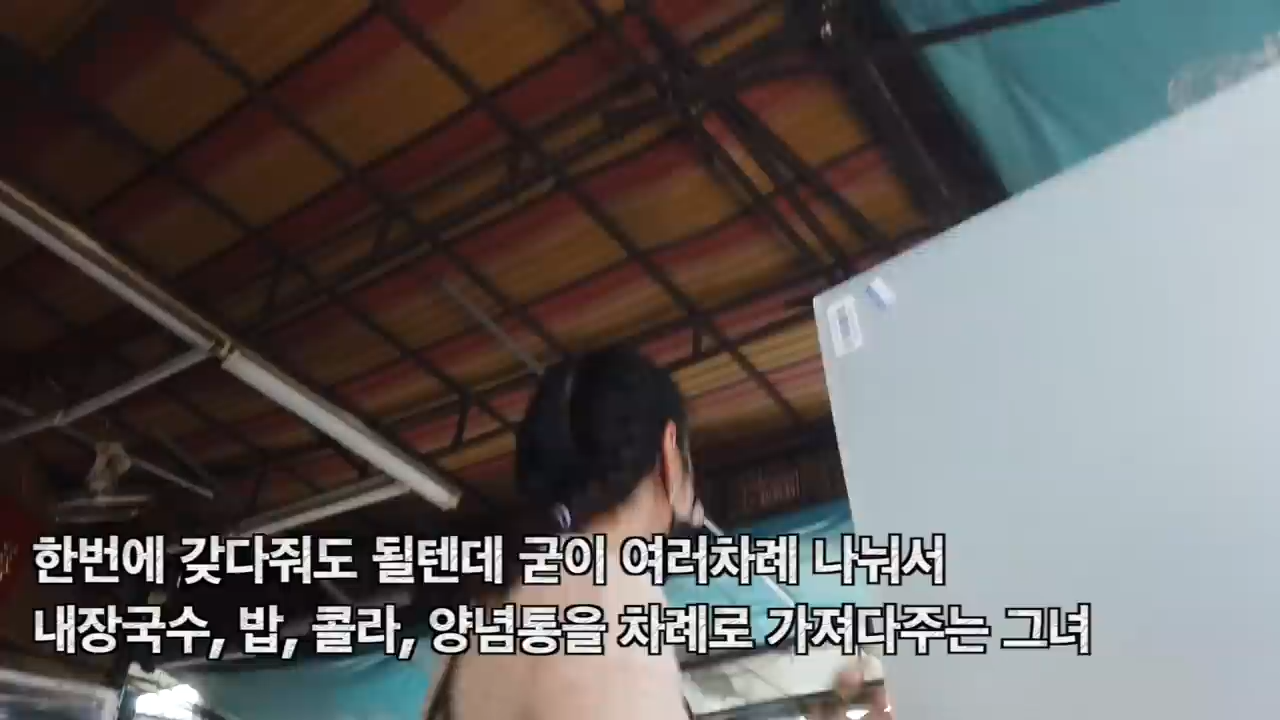 한번에 갖다줘도 될텐데 굳이 여러차례 나눠서
내장국수, 밥, 콜라, 양념통을 차례로 가져다주는 그녀